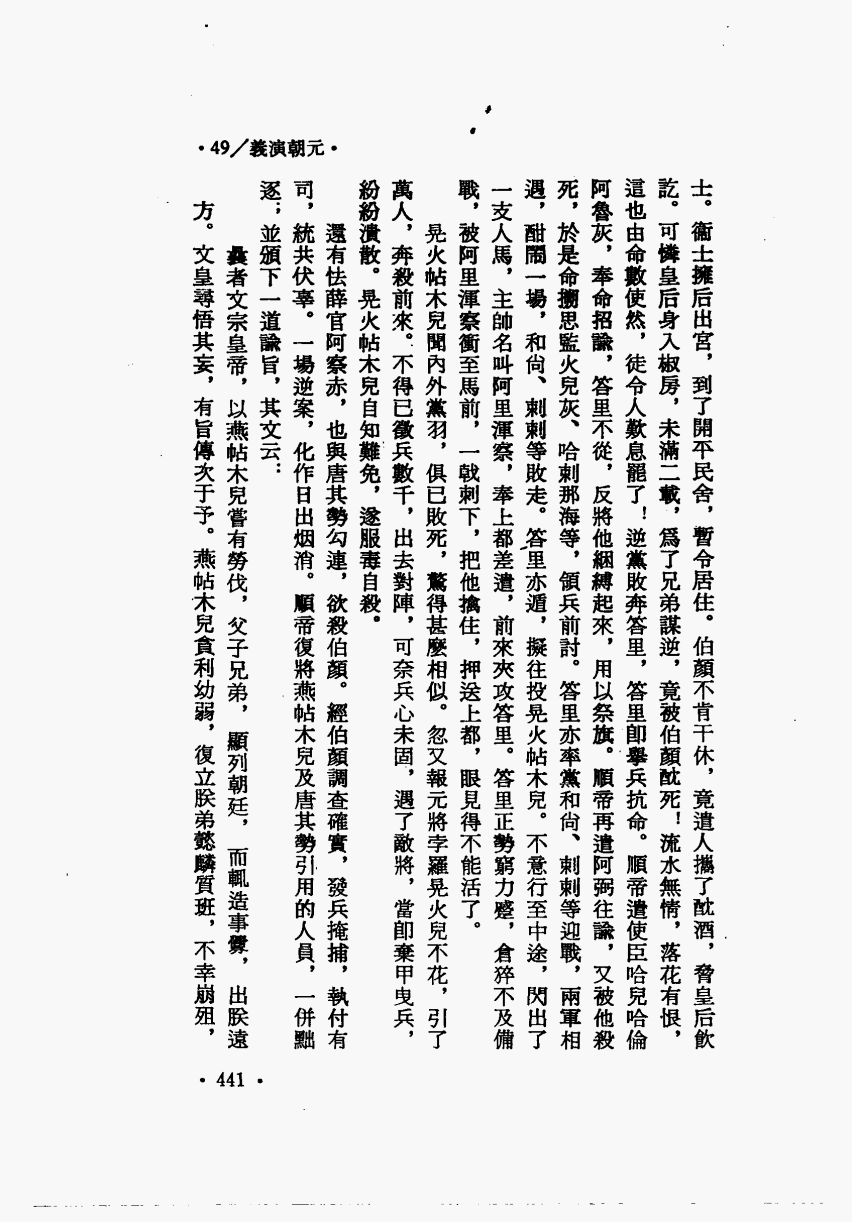 ·49／義演朝元·
士。衞士擁后出宮，到了開平民舍，暫令居住。伯顏不肯干休，竟遣人攜了酖酒，脅皇后飲
訖。可憐皇后身入椒房，未滿二載，爲了兄弟謀逆，竟被伯顏酖死！流水無情，落花有恨，
這也由命數使然，徒令人歎息罷了！逆黨敗奔答里，答里卽舉兵抗命。順帝遣使臣哈兒哈倫
阿魯灰，奉命招諭，答里不從，反將他綑縛起來，用以祭旗。順帝再遣阿弼往諭，又被他殺
死，於是命搠思監火兒灰、哈剌那海等，領兵前討。答里亦率黨和尙、剌剌等迎戰，兩軍相
遇，酣鬭一場，和尙、剌剌等敗走。答里亦遁，擬往投晃火帖木兒。不意行至中途，閃出了
一支人馬，主帥名叫阿里渾察，奉上都差遣，前來夾攻答里。答里正勢窮力蹙，倉猝不及備
戰，被阿里渾察衝至馬前，一戟刺下，把他擒住，押送上都，眼見得不能活了。
晃火帖木兒聞內外黨羽，俱已敗死，驚得甚麼相似。忽又報元將孛羅晃火兒不花，引了
萬人，奔殺前來。不得已徵兵數千，出去對陣，可奈兵心未固，遇了敵將，當卽棄甲曳兵，
紛紛潰散。晃火帖木兒自知難免，遂服毒自殺。
還有怯薛官阿察赤，也與唐其勢勾連，欲殺伯顏。經伯顏調查確實，發兵掩捕，執付有
司，統共伏辜。一場逆案，化作日出烟消。順帝復將燕帖木兒及唐其勢引用的人員，一併黜
逐；並頒下一道諭旨，其文云：
曩者文宗皇帝，以燕帖木兒嘗有勞伐，父子兄弟，顯列朝廷，而輒造事釁，出朕遠
方。文皇尋悟其妄，有旨傳次于予。燕帖木兒貪利幼弱，復立朕弟懿麟質班，不幸崩殂，
·441·